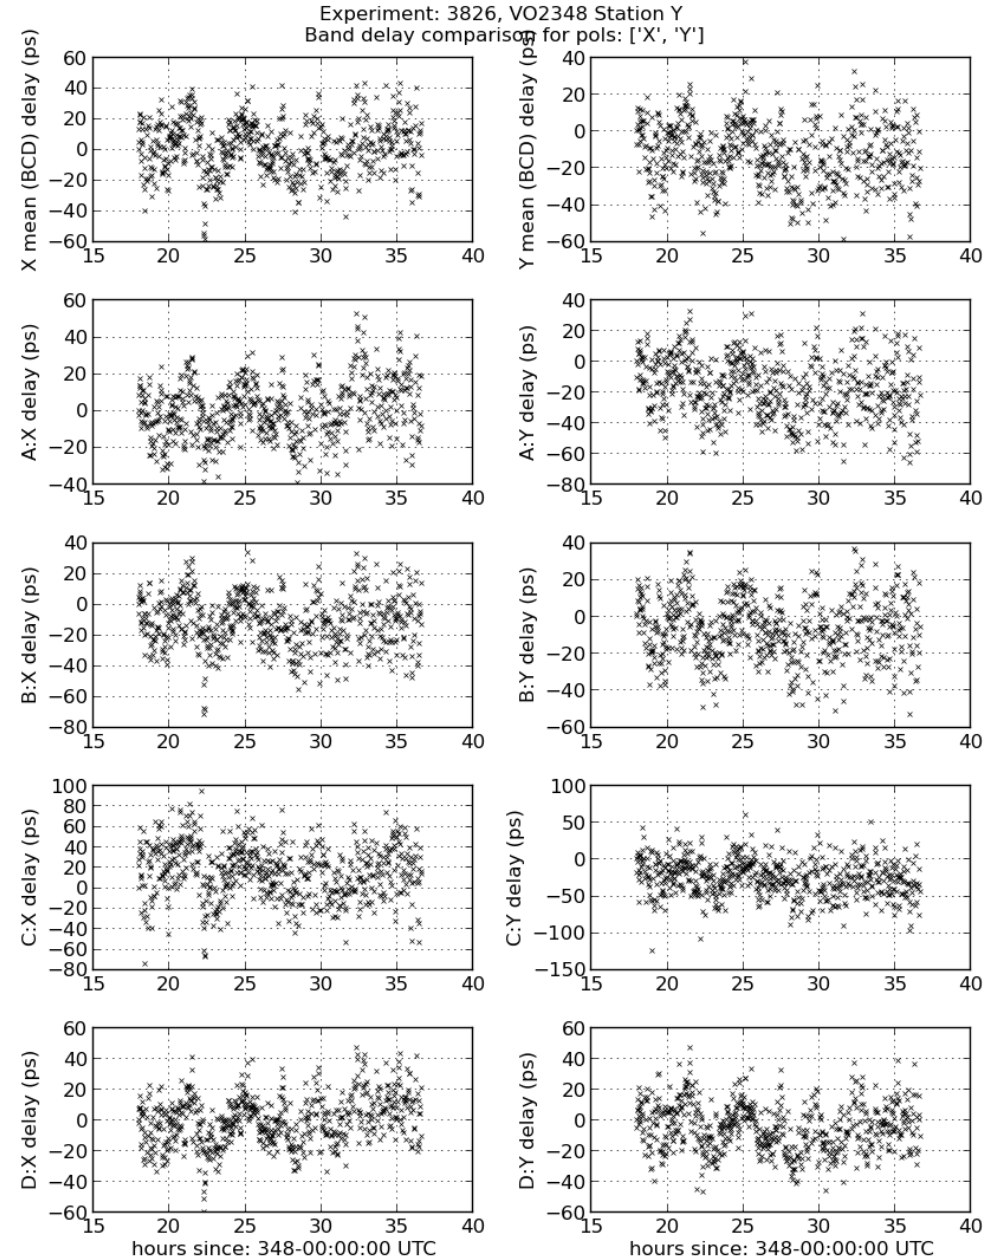 Experiment: 3826, VO2348 Station Y
Band delay comparison for pols: ['X', 'Y']
X mean (BCD) delay (ps)
60
40
20
0
−20
−40
−60
15 20 25 30 35 40
Y mean (BCD) delay (ps)
40
20
0
−20
−40
−60
15 20 25 30 35 40
A:X delay (ps)
60
40
20
0
−20
−40
15 20 25 30 35 40
A:Y delay (ps)
40
20
0
−20
−40
−60
−80
15 20 25 30 35 40
B:X delay (ps)
40
20
0
−20
−40
−60
−80
15 20 25 30 35 40
B:Y delay (ps)
40
20
0
−20
−40
−60
15 20 25 30 35 40
C:X delay (ps)
100
80
60
40
20
0
−20
−40
−60
−80
15 20 25 30 35 40
C:Y delay (ps)
100
50
0
−50
−100
−150
15 20 25 30 35 40
D:X delay (ps)
60
40
20
0
−20
−40
−60
15 20 25 30 35 40
hours since: 348-00:00:00 UTC
D:Y delay (ps)
60
40
20
0
−20
−40
−60
15 20 25 30 35 40
hours since: 348-00:00:00 UTC